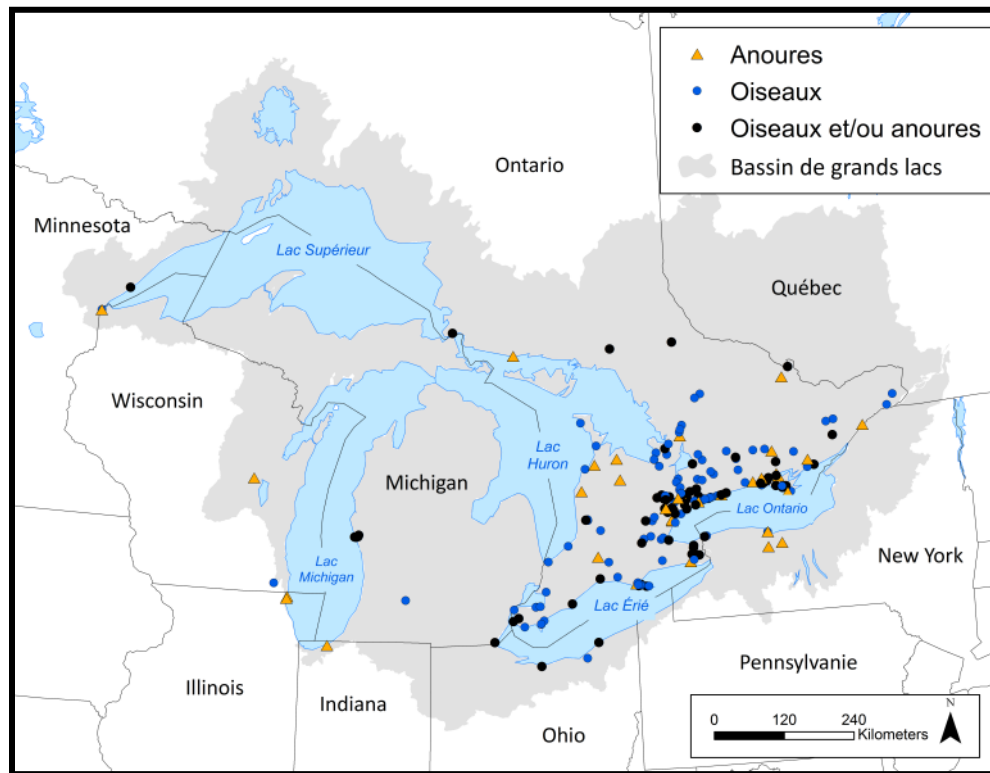 Anoures
Oiseaux
Oiseaux et/ou anoures
Bassin de grands lacs
Ontario
Minnesota
Lac Supérieur
Québec
Wisconsin
Lac
Huron
Michigan
Lac Ontario
New York
Lac
Michigan
Lac Érié
Pennsylvanie
Illinois
Indiana
Ohio
N
0 120 240
Kilometers